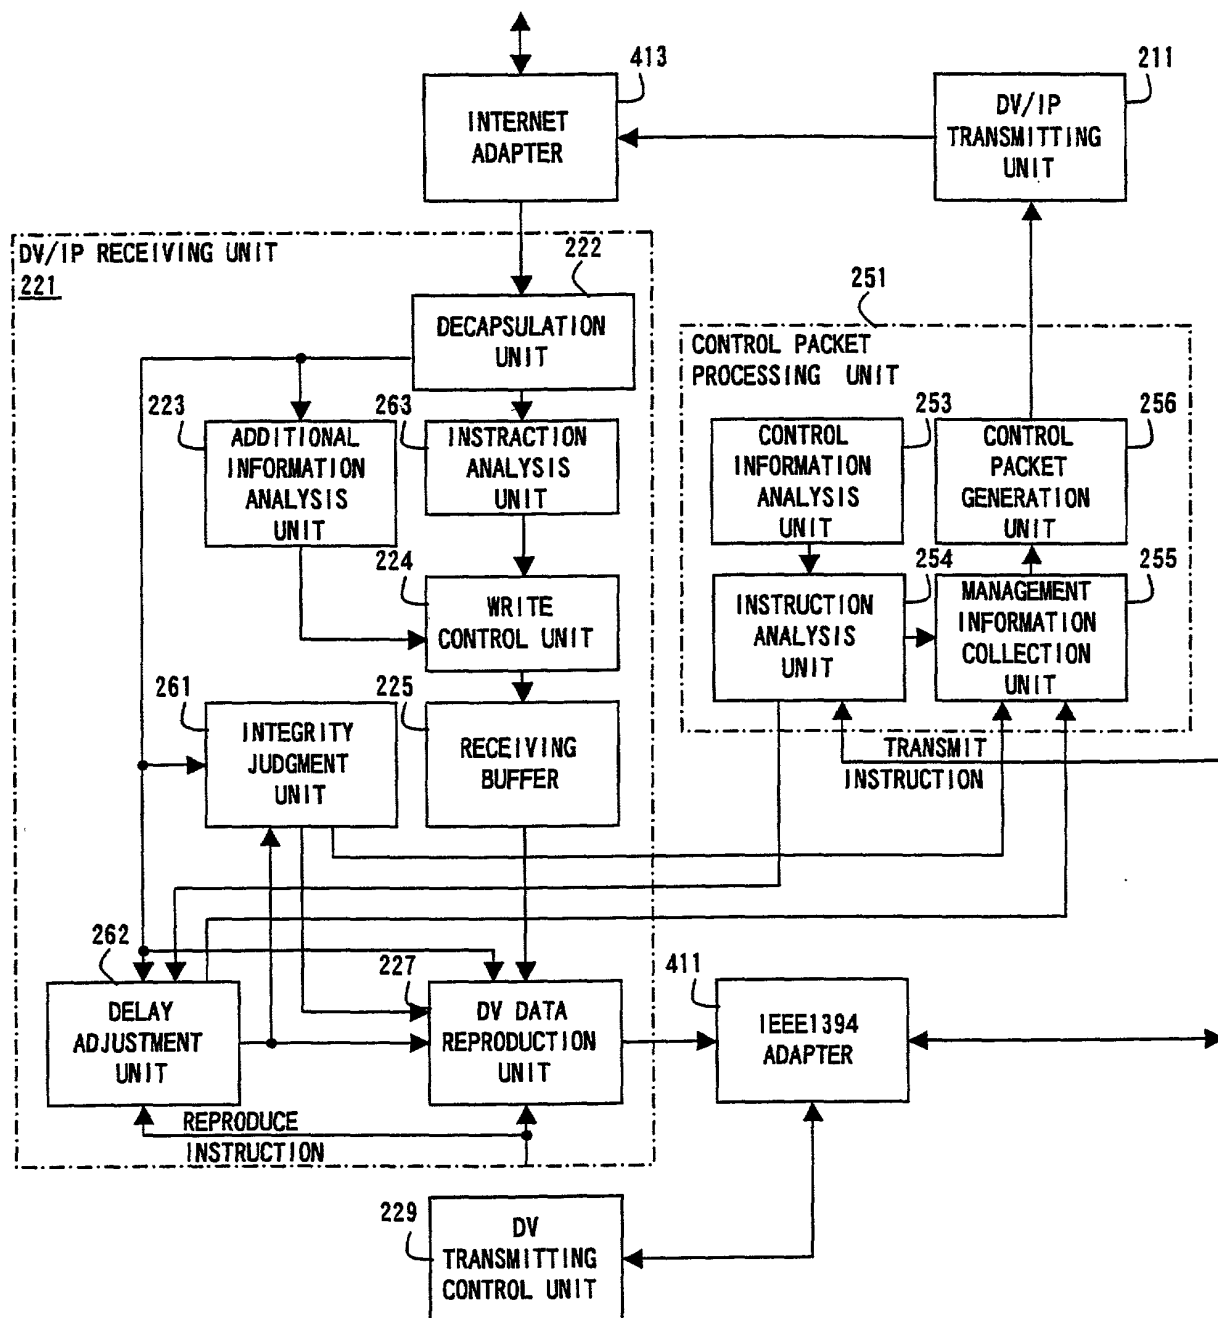 413
INTERNET
ADAPTER
211
DV/IP
TRANSMITTING
UNIT
DV/IP RECEIVING UNIT
221
222
DECAPSULATION
UNIT
251
CONTROL PACKET
PROCESSING UNIT
223
ADDITIONAL
INFORMATION
ANALYSIS
UNIT
263
INSTRACTION
ANALYSIS
UNIT
253
CONTROL
INFORMATION
ANALYSIS
UNIT
256
CONTROL
PACKET
GENERATION
UNIT
224
WRITE
CONTROL UNIT
254
INSTRUCTION
ANALYSIS
UNIT
255
MANAGEMENT
INFORMATION
COLLECTION
UNIT
261
INTEGRITY
JUDGMENT
UNIT
225
RECEIVING
BUFFER
TRANSMIT
INSTRUCTION
262
DELAY
ADJUSTMENT
UNIT
227
DV DATA
REPRODUCTION
UNIT
411
IEEE1394
ADAPTER
REPRODUCE
INSTRUCTION
229
DV
TRANSMITTING
CONTROL UNIT